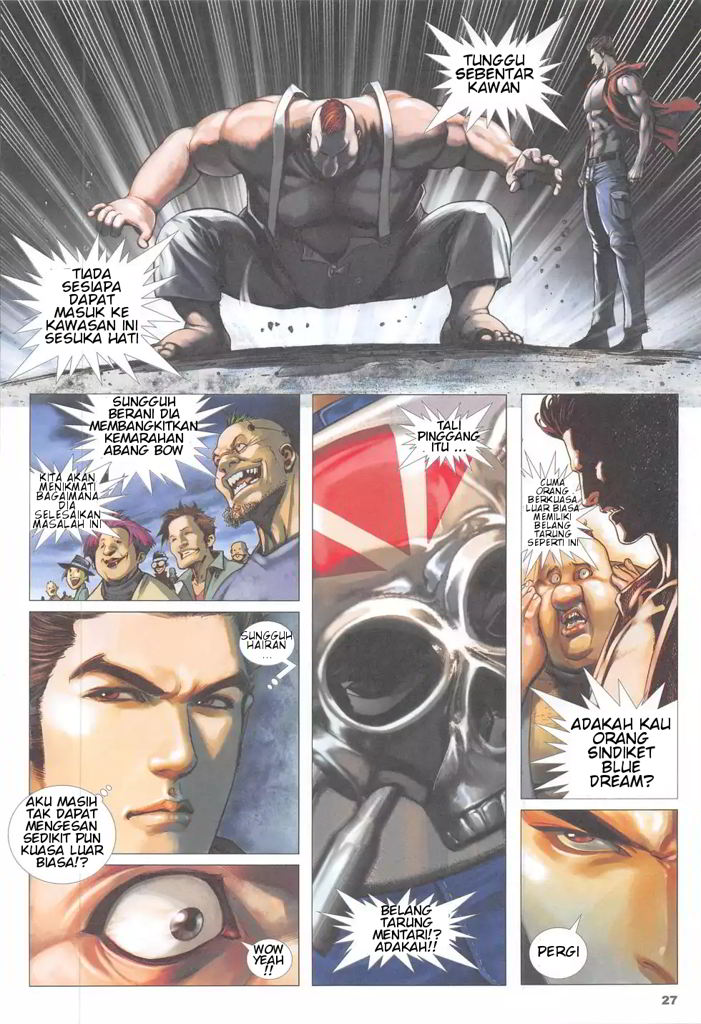 TUNGGU
SEBENTAR
KAWAN
TIADA
SESIAPA
DAPAT
MASUK KE
KAWASAN INI
SESUKA HATI
SUNGGUH
BERANI DIA
MEMBANGKITKAN
KEMARAHAN
ABANG BOW
KITA AKAN
MENIKMATI
BAGAIMANA
DIA
SELESAIKAN
MASALAH INI
TALI
PINGGANG
ITU ...
CUMA
ORANG
BERKUASA
LUAR BIASA
MEMILIKI
BELANG
TARUNG
SEPERTI INI
SUNGGUH
HAIRAN
...
AKU MASIH
TAK DAPAT
MENGESAN
SEDIKIT PUN
KUASA LUAR
BIASA!?
ADAKAH KAU
ORANG
SINDIKET
BLUE
DREAM?
WOW
YEAH
!!
BELANG
TARUNG
MENTARI!?
ADAKAH!!
PERGI
27